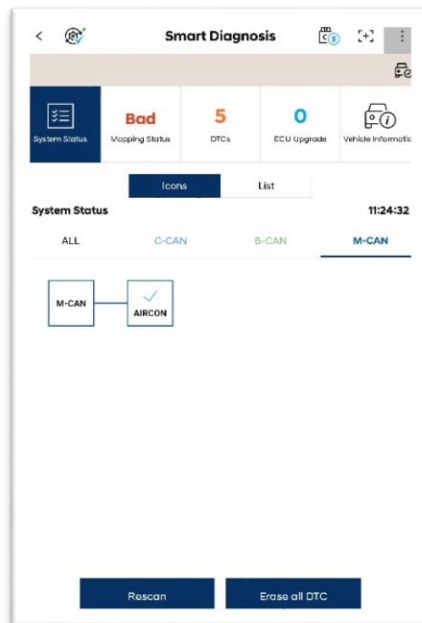 Smart Diagnosis
System Status
Bad
Mapping Status
5
DTCs
0
ECU Upgrade
Vehicle Informatic
Icons
List
System Status
11:24:32
ALL
C-CAN
B-CAN
M-CAN
M-CAN
AIRCON
Rescan
Erase all DTC